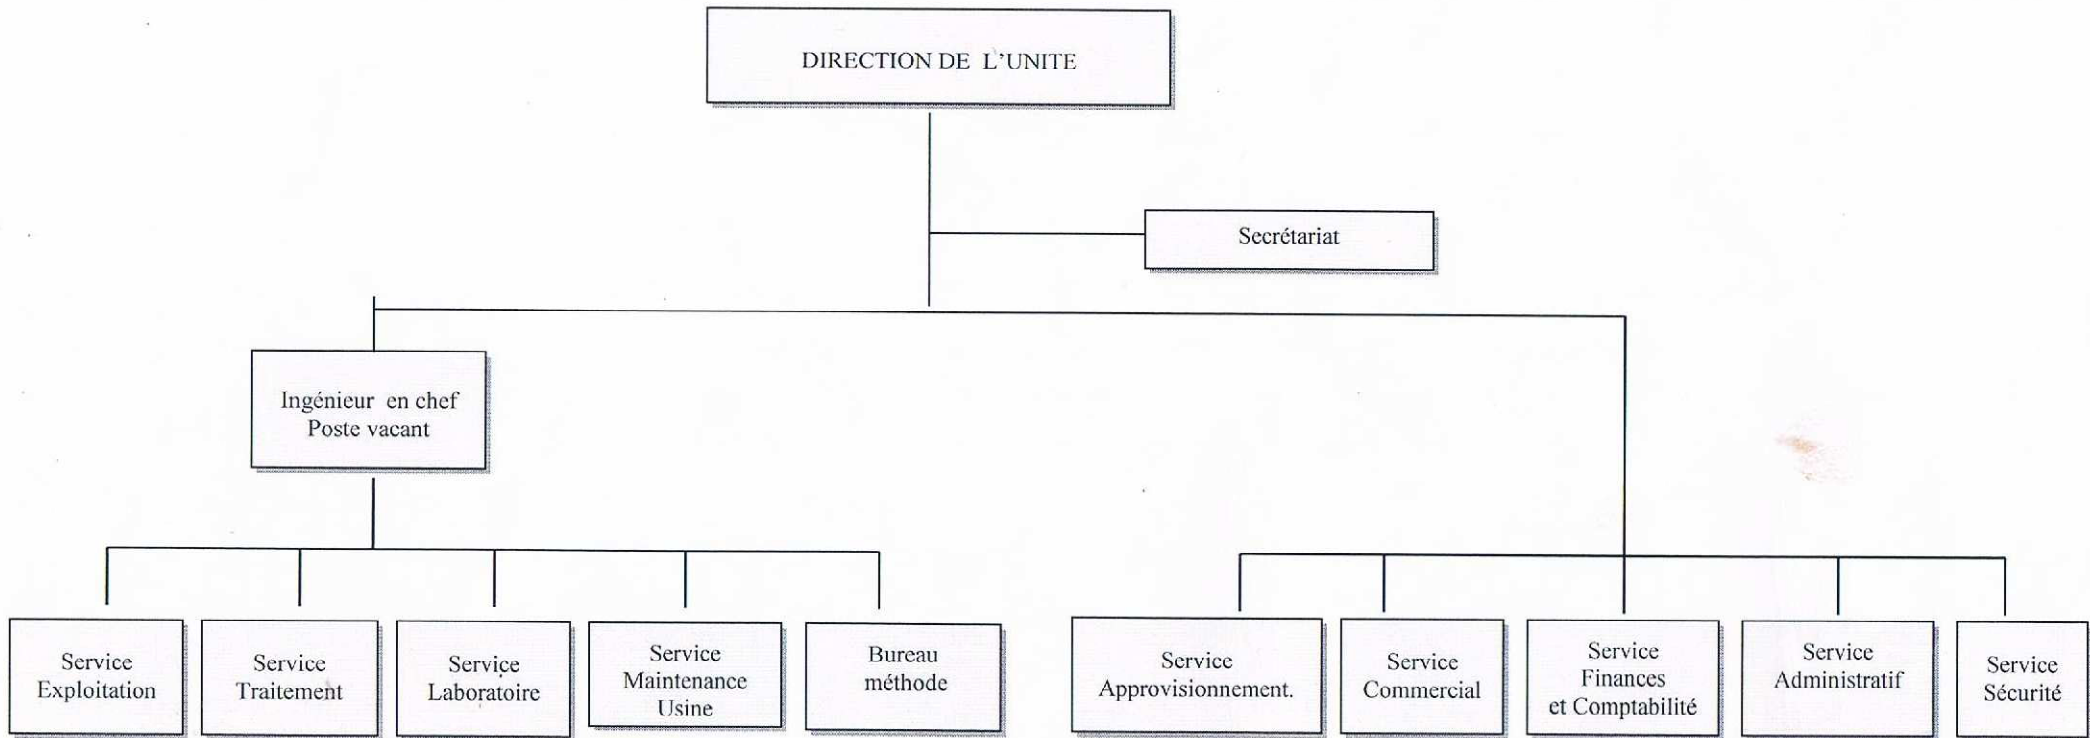 DIRECTION DE L'UNITE
Secrétariat
Ingénieur en chef
Poste vacant
Service
Exploitation
Service
Traitement
Service
Laboratoire
Service
Maintenance
Usine
Bureau
méthode
Service
Approvisionnement.
Service
Commercial
Service
Finances
et Comptabilité
Service
Administratif
Service
Sécurité